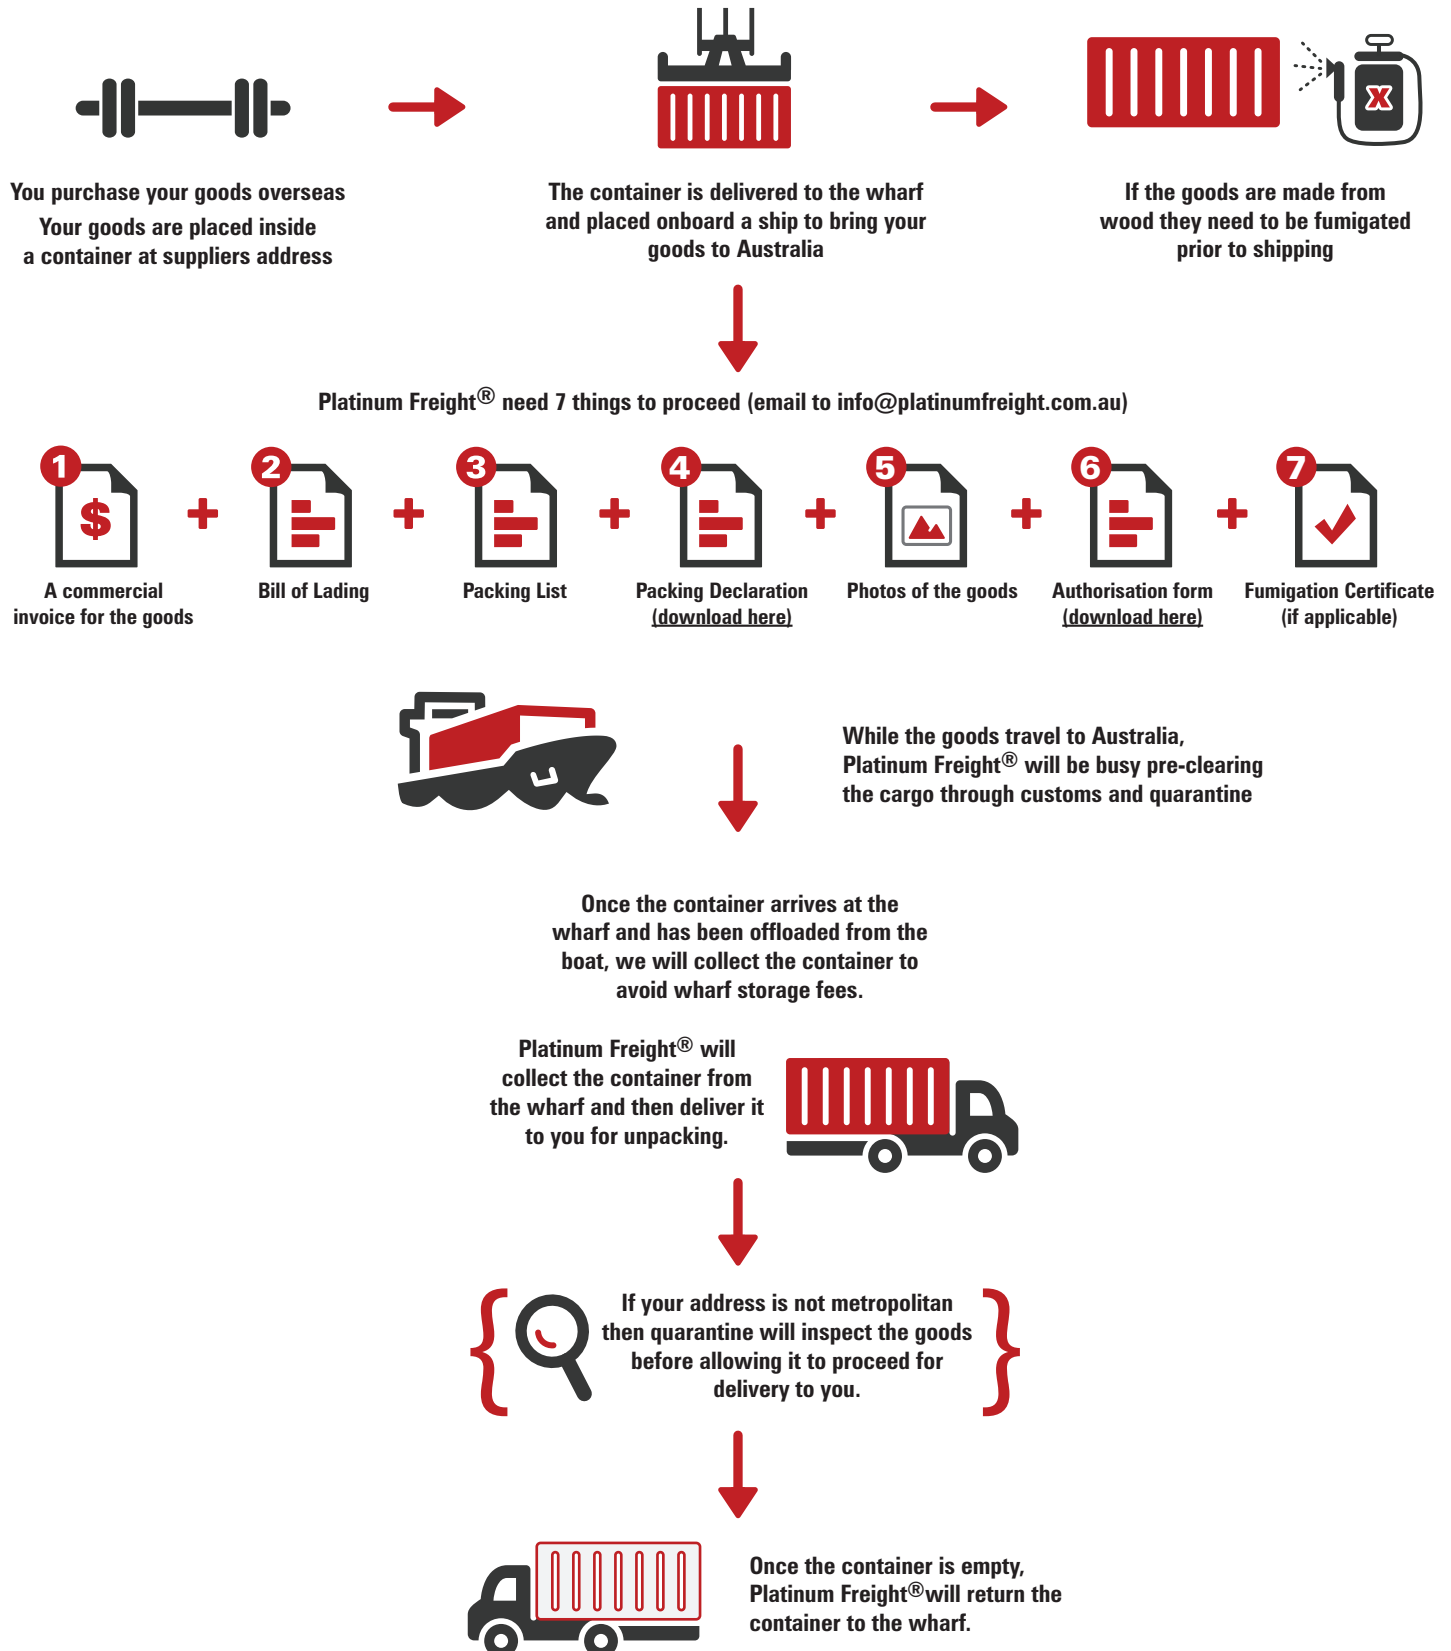 You purchase your goods overseas
Your goods are placed inside
a container at suppliers address
The container is delivered to the wharf
and placed onboard a ship to bring your
goods to Australia
X
If the goods are made from
wood they need to be fumigated
prior to shipping
Platinum Freight® need 7 things to proceed (email to info@platinumfreight.com.au)
1
$
A commercial
invoice for the goods
2
Bill of Lading
3
Packing List
4
Packing Declaration
(download here)
5
Photos of the goods
6
Authorisation form
(download here)
7
Fumigation Certificate
(if applicable)
While the goods travel to Australia,
Platinum Freight® will be busy pre-clearing
the cargo through customs and quarantine
Once the container arrives at the
wharf and has been offloaded from the
boat, we will collect the container to
avoid wharf storage fees.
Platinum Freight® will
collect the container from
the wharf and then deliver it
to you for unpacking.
If your address is not metropolitan
then quarantine will inspect the goods
before allowing it to proceed for
delivery to you.
Once the container is empty,
Platinum Freight®will return the
container to the wharf.